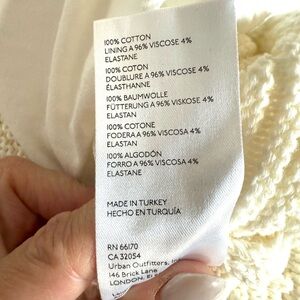 100% COTTON
LINING A 96% VISCOSE 4%
ELASTANE
100% COTON
DOUBLURE A 96% VISCOSE 4%
ÉLASTHANNE
100% BAUMWOLLE
FÜTTERUNG A 96% VISKOSE 4%
ELASTAN
100% COTONE
FODERA A 96% VISCOSA 4%
ELASTAN
100% ALGODÓN
FORRO A 96% VISCOSA 4%
ELASTANE
MADE IN TURKEY
HECHO EN TURQUÍA
RN 66170
CA 32054
Urban Outfitters,
146 Brick Lane
LONDON,